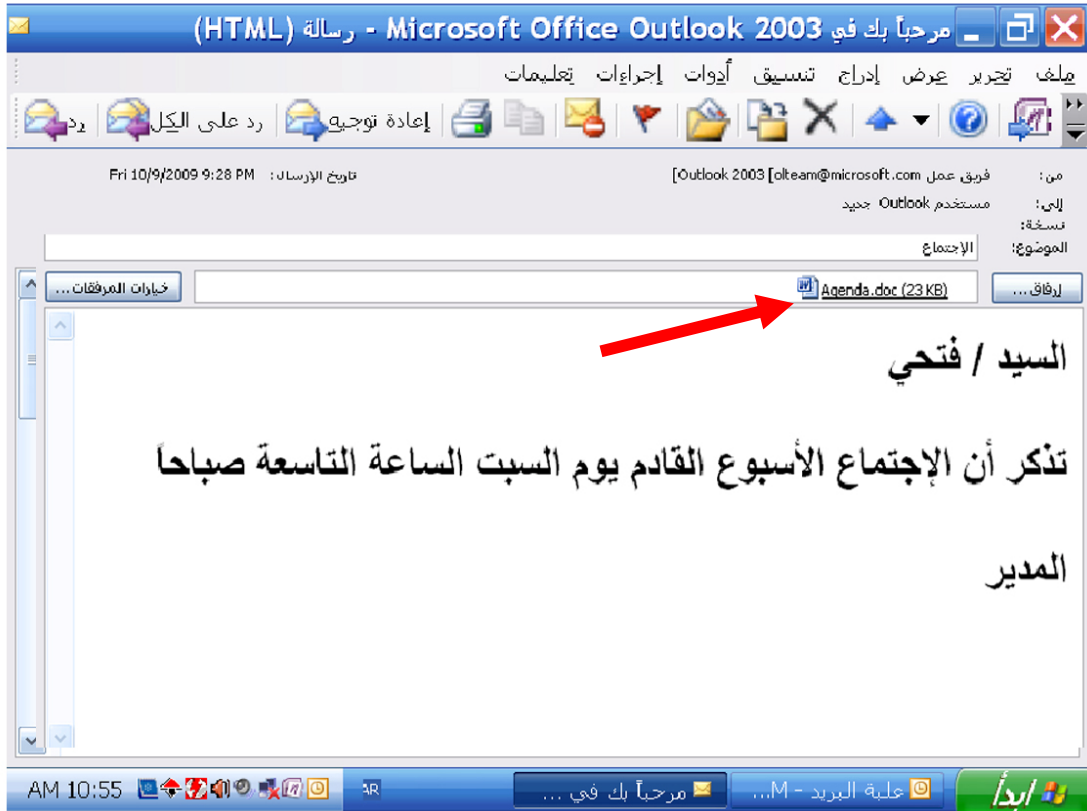 مرحباً بك في Microsoft Office Outlook 2003 - رسالة (HTML)
ملف تحرير عرض إدراج تنسيق أدوات إجراءات تعليمات
رد رد على الكل إعادة توجيه
من: فريق عمل Outlook 2003 [olteam@microsoft.com] تاريخ الإرسال: Fri 10/9/2009 9:28 PM
إلى: مستخدم Outlook جديد
نسخة:
الموضوع: الإجتماع
إرفاق... Agenda.doc (23 KB) خيارات المرفقات...
السيد / فتحي
تذكر أن الإجتماع الأسبوع القادم يوم السبت الساعة التاسعة صباحاً
المدير
ابدأ علبة البريد - M... مرحباً بك في ... AR 10:55 AM